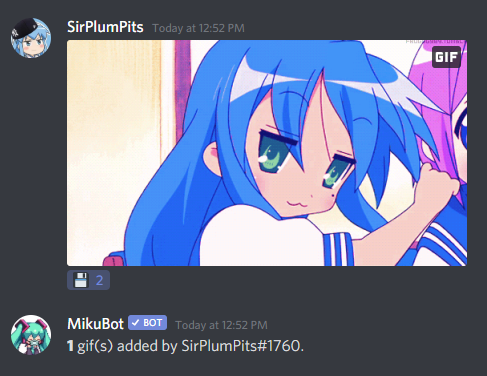 SirPlumPits Today at 12:52 PM
GIF
2
MikuBot BOT Today at 12:52 PM
1 gif(s) added by SirPlumPits#1760.